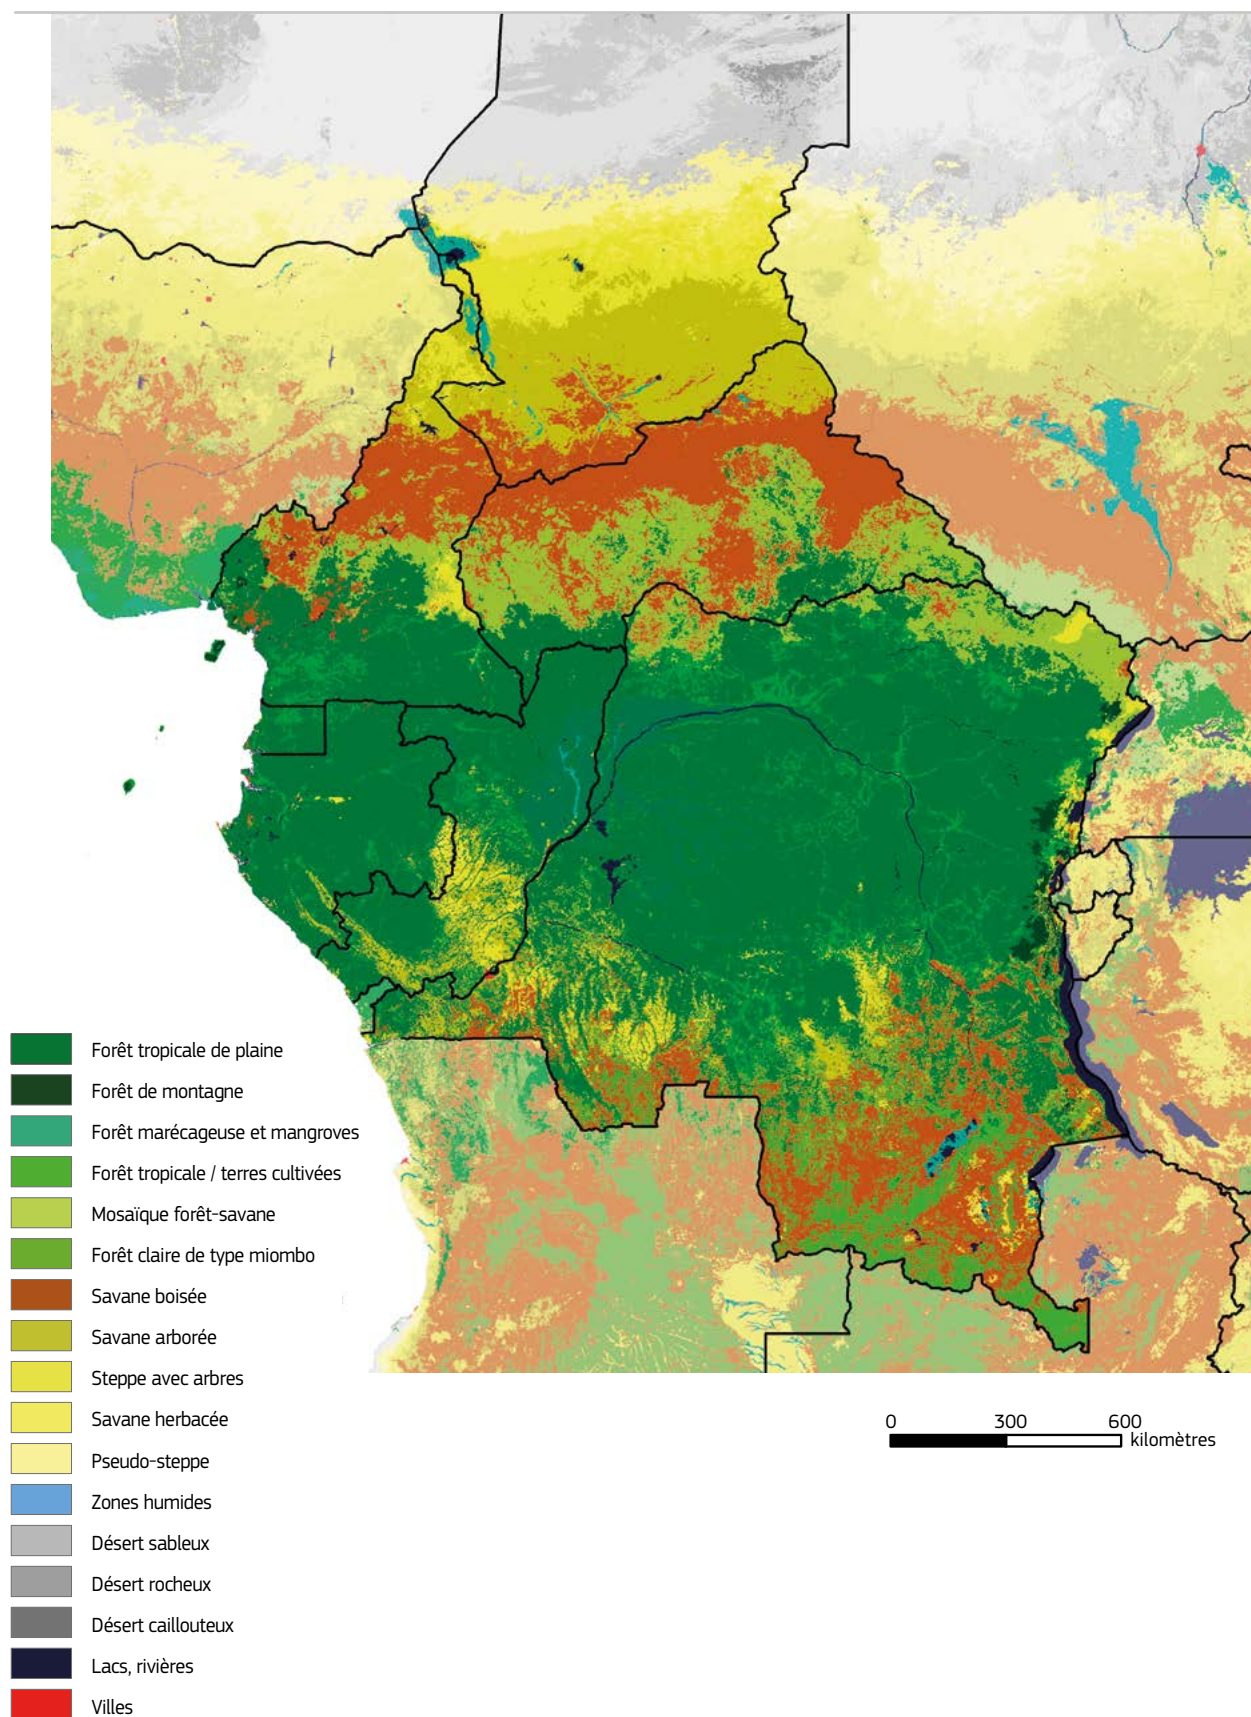 Forêt tropicale de plaine
Forêt de montagne
Forêt marécageuse et mangroves
Forêt tropicale / terres cultivées
Mosaïque forêt-savane
Forêt claire de type miombo
Savane boisée
Savane arborée
Steppe avec arbres
Savane herbacée
Pseudo-steppe
Zones humides
Désert sableux
Désert rocheux
Désert caillouteux
Lacs, rivières
Villes
0 300 600
kilomètres